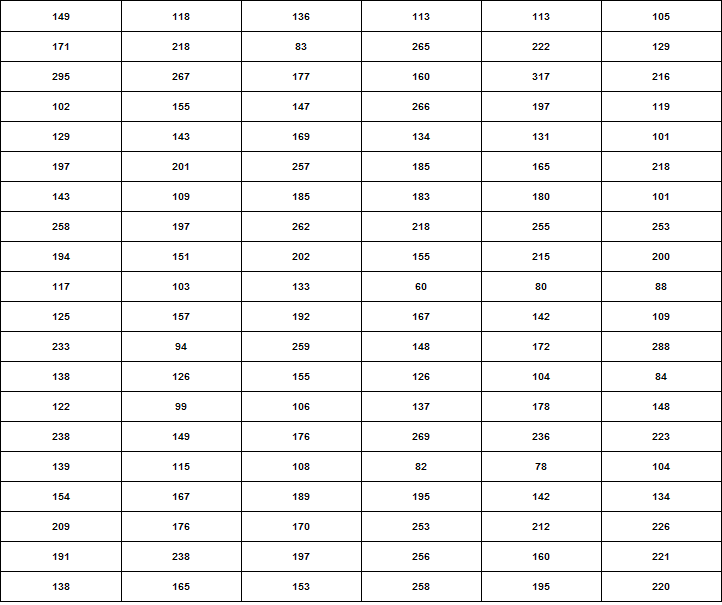 149 118 136 113 113 105
171 218 83 265 222 129
295 267 177 160 317 216
102 155 147 266 197 119
129 143 169 134 131 101
197 201 257 185 165 218
143 109 185 183 180 101
258 197 262 218 255 253
194 151 202 155 215 200
117 103 133 60 80 88
125 157 192 167 142 109
233 94 259 148 172 288
138 126 155 126 104 84
122 99 106 137 178 148
238 149 176 269 236 223
139 115 108 82 78 104
154 167 189 195 142 134
209 176 170 253 212 226
191 238 197 256 160 221
138 165 153 258 195 220